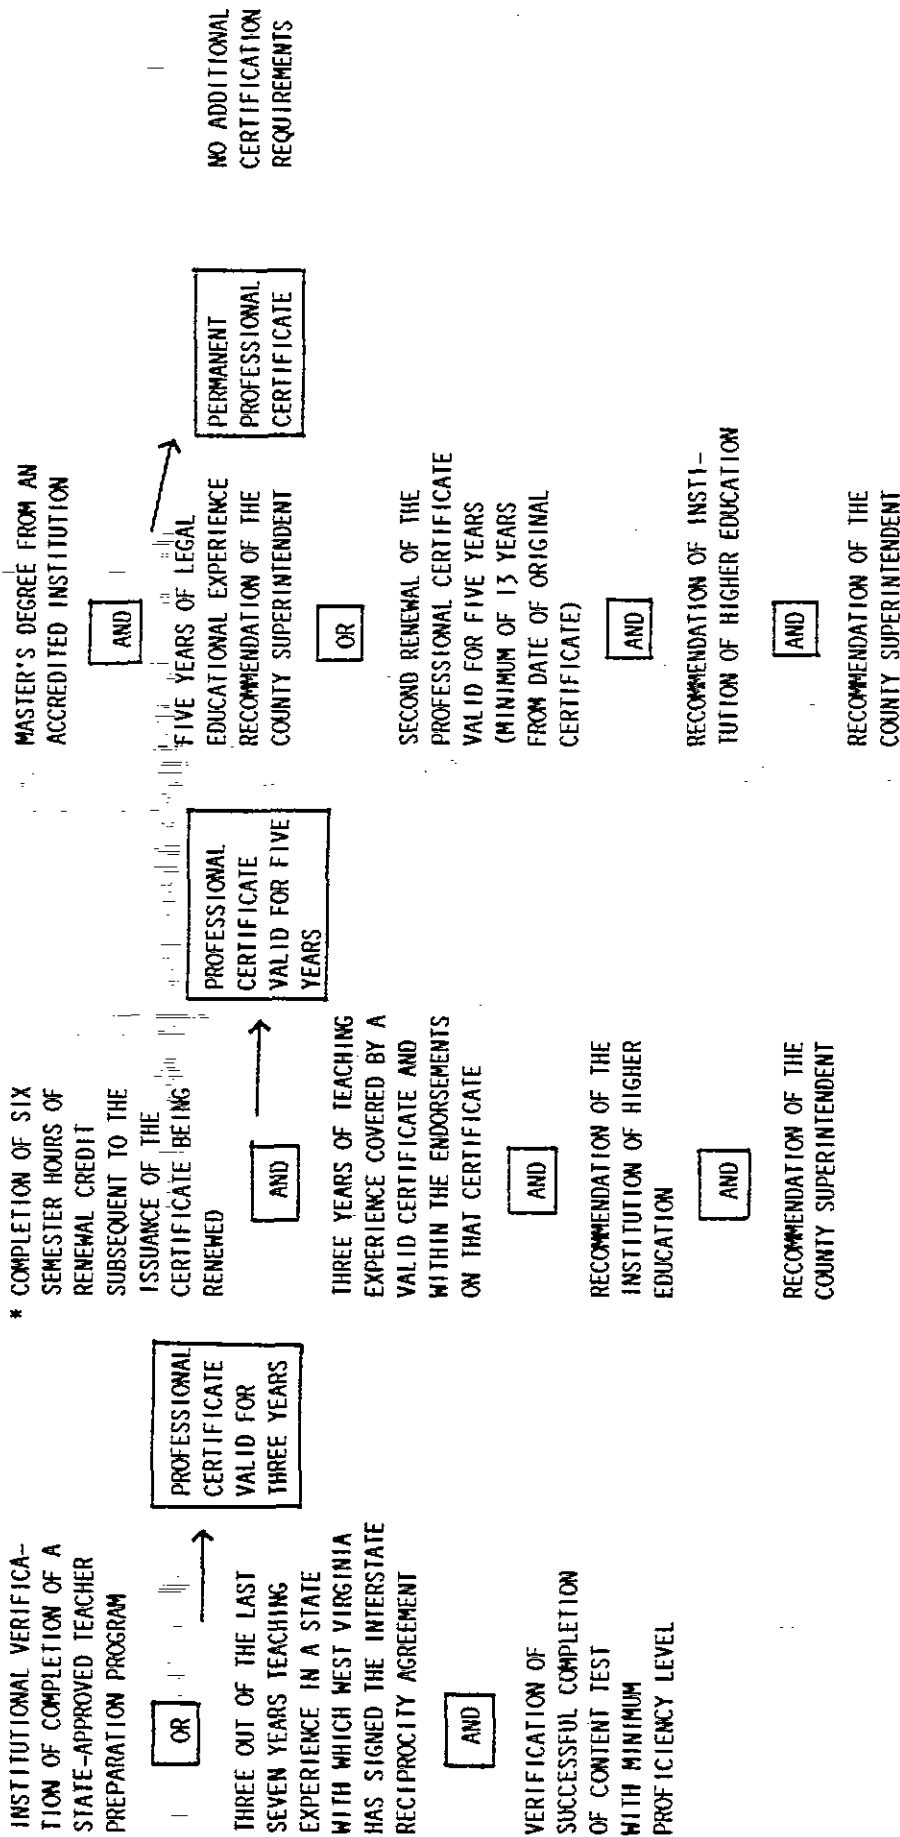 INSTITUTIONAL VERIFICA-
TION OF COMPLETION OF A
STATE-APPROVED TEACHER
PREPARATION PROGRAM
OR
THREE OUT OF THE LAST
SEVEN YEARS TEACHING
EXPERIENCE IN A STATE
WITH WHICH WEST VIRGINIA
HAS SIGNED THE INTERSTATE
RECIPROCITY AGREEMENT
AND
VERIFICATION OF
SUCCESSFUL COMPLETION
OF CONTENT TEST
WITH MINIMUM
PROFICIENCY LEVEL
PROFESSIONAL
CERTIFICATE
VALID FOR
THREE YEARS
* COMPLETION OF SIX
SEMESTER HOURS OF
RENEWAL CREDIT
SUBSEQUENT TO THE
ISSUANCE OF THE
CERTIFICATE BEING
RENEWED
AND
THREE YEARS OF TEACHING
EXPERIENCE COVERED BY A
VALID CERTIFICATE AND
WITHIN THE ENDORSEMENTS
ON THAT CERTIFICATE
AND
RECOMMENDATION OF THE
INSTITUTION OF HIGHER
EDUCATION
AND
RECOMMENDATION OF THE
COUNTY SUPERINTENDENT
PROFESSIONAL
CERTIFICATE
VALID FOR FIVE
YEARS
MASTER'S DEGREE FROM AN
ACCREDITED INSTITUTION
AND
FIVE YEARS OF LEGAL
EDUCATIONAL EXPERIENCE
RECOMMENDATION OF THE
COUNTY SUPERINTENDENT
OR
SECOND RENEWAL OF THE
PROFESSIONAL CERTIFICATE
VALID FOR FIVE YEARS
(MINIMUM OF 13 YEARS
FROM DATE OF ORIGINAL
CERTIFICATE)
AND
RECOMMENDATION OF INSTI-
TUTION OF HIGHER EDUCATION
AND
RECOMMENDATION OF THE
COUNTY SUPERINTENDENT
PERMANENT
PROFESSIONAL
CERTIFICATE
NO ADDITIONAL
CERTIFICATION
REQUIREMENTS